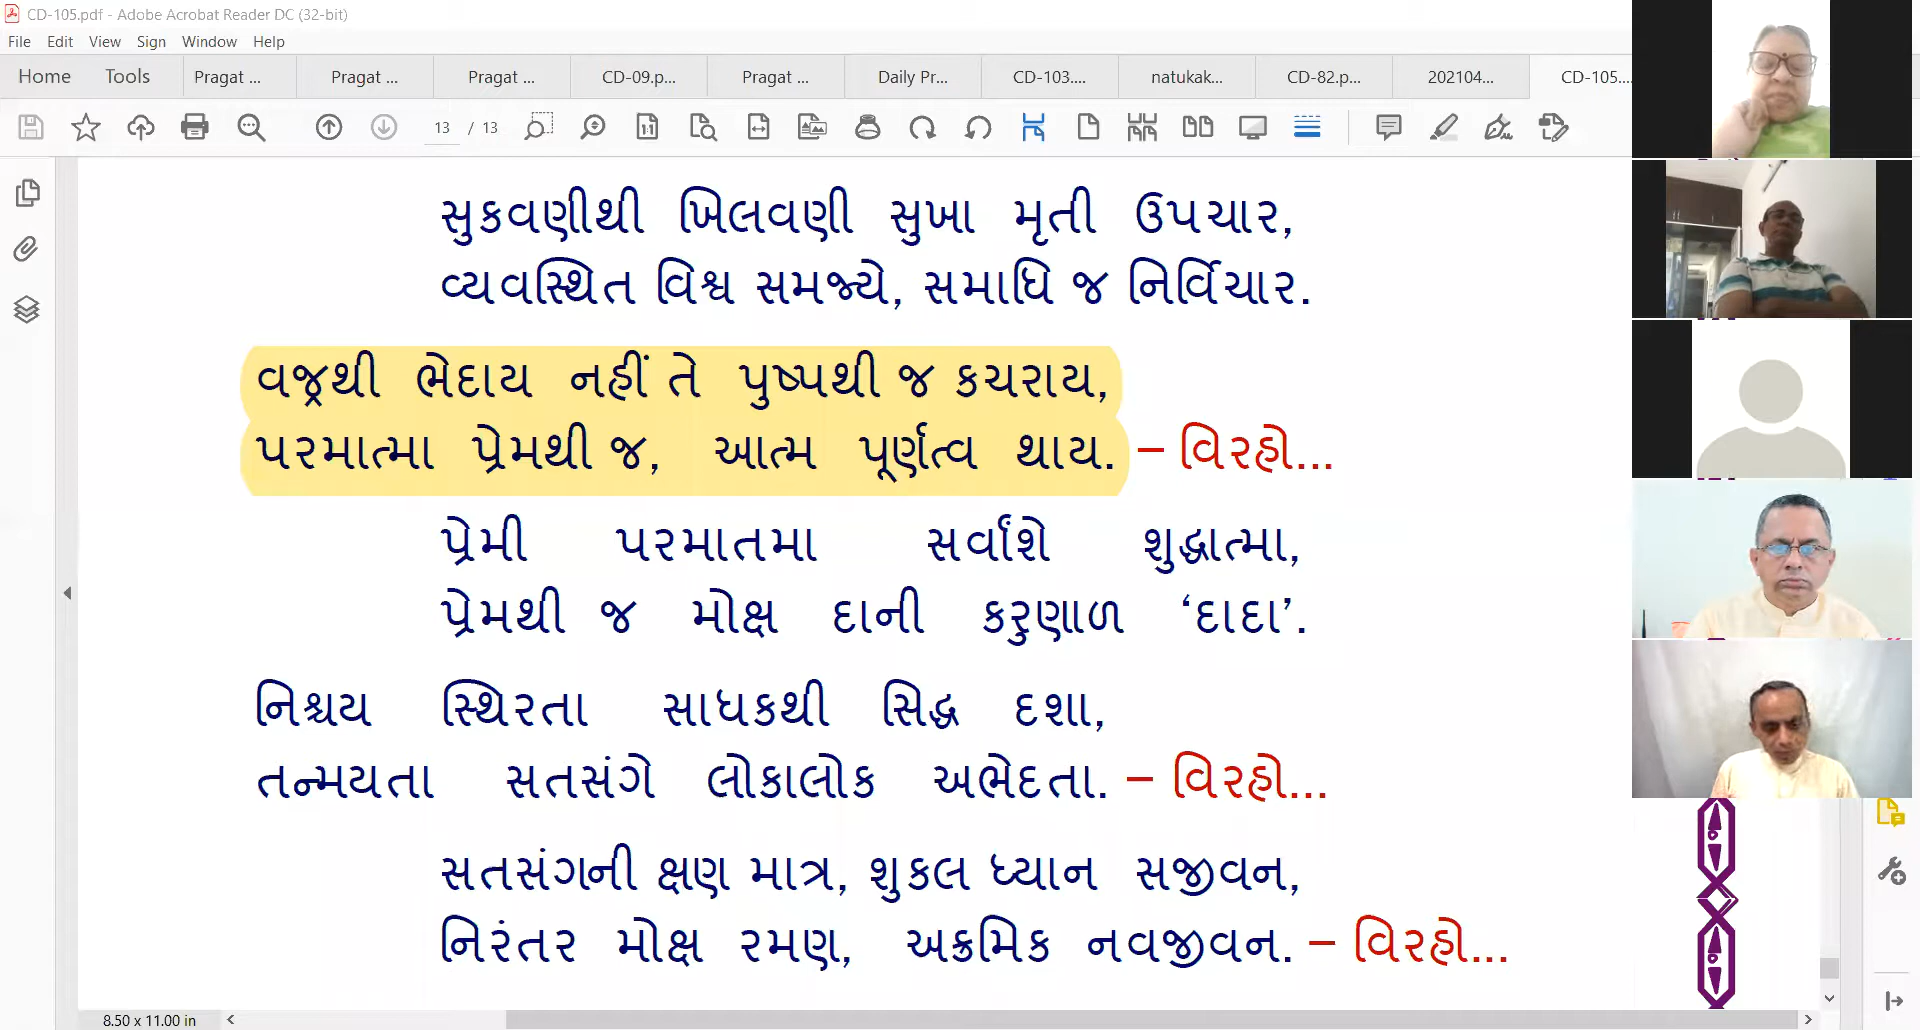 CD-105.pdf - Adobe Acrobat Reader DC (32-bit)
File Edit View Sign Window Help
Home Tools Pragat ... Pragat ... Pragat ... CD-09.p... Pragat ... Daily Pr... CD-103.... natukak... CD-82.p... 202104... CD-105....
13 / 13
સુકવણીથી ખિલવણી સુખા મૃતી ઉપચાર,
વ્યવસ્થિત વિશ્વ સમજ્યે, સમાધિ જ નિર્વિચાર.
વજ્રથી ભેદાય નહીં તે પુષ્પથી જ કચરાય,
પરમાત્મા પ્રેમથી જ, આત્મ પૂર્ણત્વ થાય. – વિરહો...
પ્રેમી પરમાતમા સર્વાંશે શુદ્ધાત્મા,
પ્રેમથી જ મોક્ષ દાની કરુણાળ ‘દાદા’.
નિશ્ચય સ્થિરતા સાધકથી સિદ્ધ દશા,
તન્મયતા સતસંગે લોકાલોક અભેદતા. – વિરહો...
સતસંગની ક્ષણ માત્ર, શુકલ ધ્યાન સજીવન,
નિરંતર મોક્ષ રમણ, અક્રમિક નવજીવન. – વિરહો...
8.50 x 11.00 in